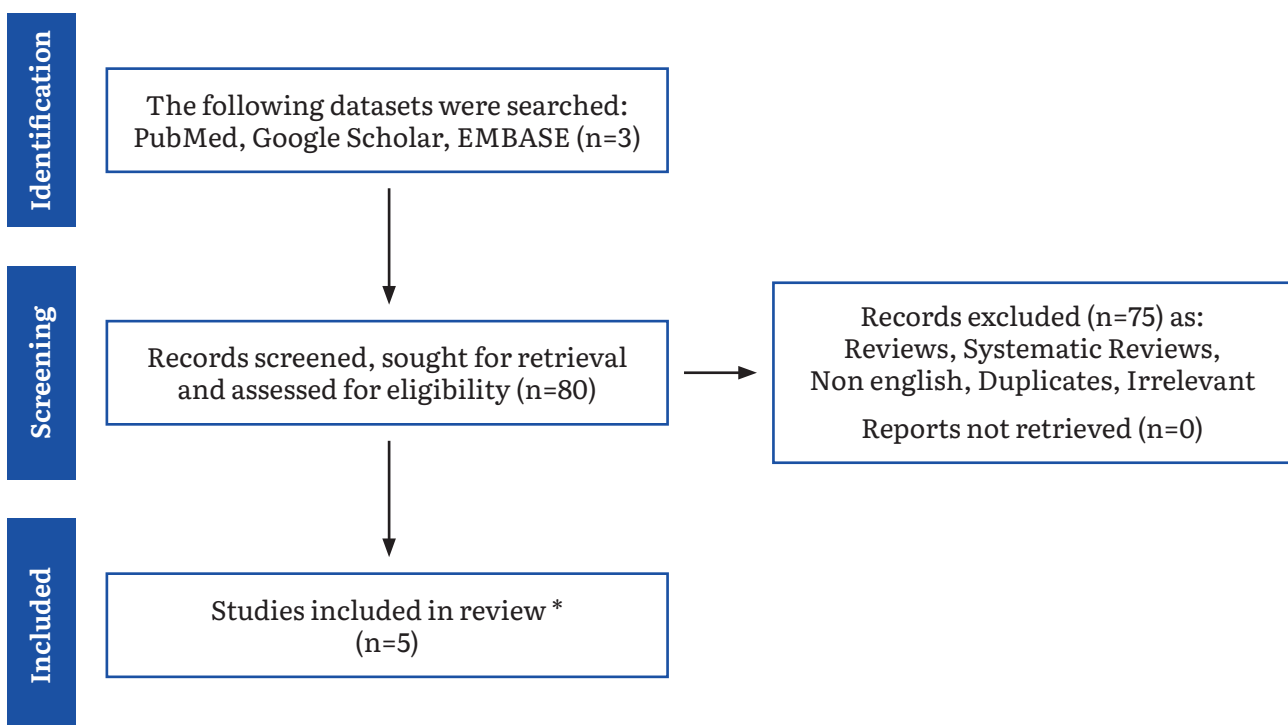 Identification
The following datasets were searched:
PubMed, Google Scholar, EMBASE (n=3)
Screening
Records screened, sought for retrieval
and assessed for eligibility (n=80)
Records excluded (n=75) as:
Reviews, Systematic Reviews,
Non english, Duplicates, Irrelevant
Reports not retrieved (n=0)
Included
Studies included in review *
(n=5)